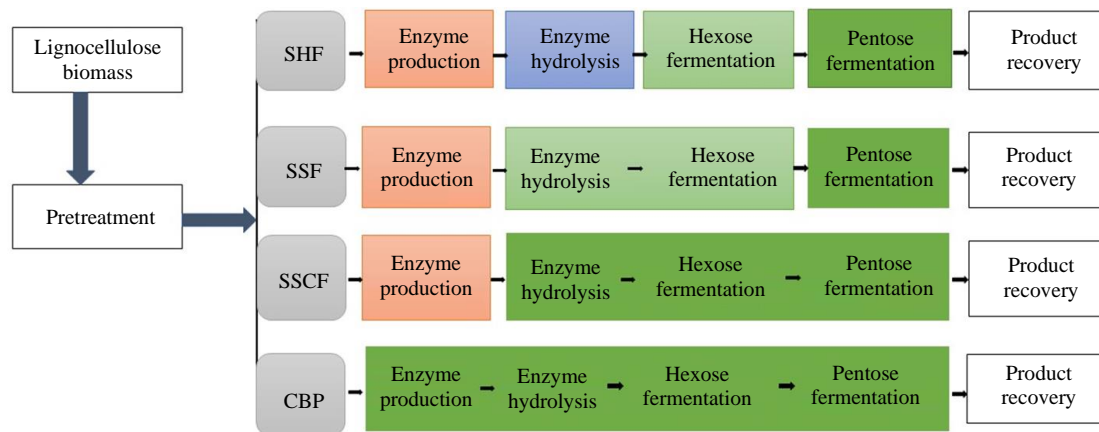 Lignocellulose
biomass
Pretreatment
SHF
Enzyme
production
Enzyme
hydrolysis
Hexose
fermentation
Pentose
fermentation
Product
recovery
SSF
Enzyme
production
Enzyme
hydrolysis
Hexose
fermentation
Pentose
fermentation
Product
recovery
SSCF
Enzyme
production
Enzyme
hydrolysis
Hexose
fermentation
Pentose
fermentation
Product
recovery
CBP
Enzyme
production
Enzyme
hydrolysis
Hexose
fermentation
Pentose
fermentation
Product
recovery